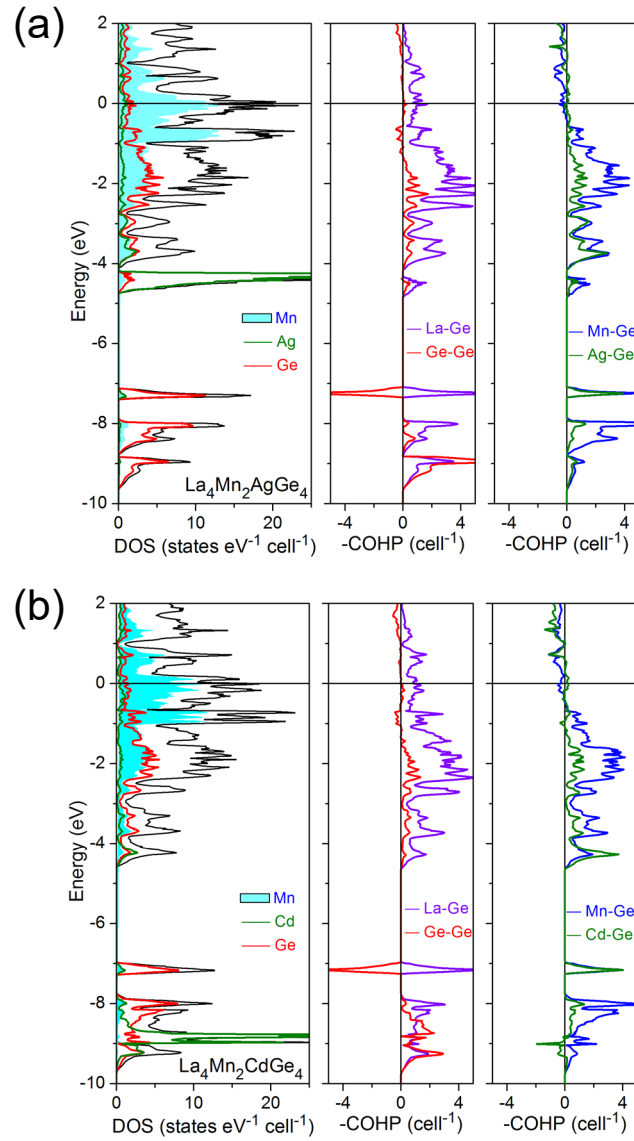 (a)
2
0
-2
-4
-6
-8
-10
Energy (eV)
Mn
Ag
Ge
La₄Mn₂AgGe₄
0 10 20
DOS (states eV⁻¹ cell⁻¹)
La-Ge
Ge-Ge
-4 0 4
-COHP (cell⁻¹)
Mn-Ge
Ag-Ge
-4 0 4
-COHP (cell⁻¹)
(b)
2
0
-2
-4
-6
-8
-10
Energy (eV)
Mn
Cd
Ge
La₄Mn₂CdGe₄
0 10 20
DOS (states eV⁻¹ cell⁻¹)
La-Ge
Ge-Ge
-4 0 4
-COHP (cell⁻¹)
Mn-Ge
Cd-Ge
-4 0 4
-COHP (cell⁻¹)